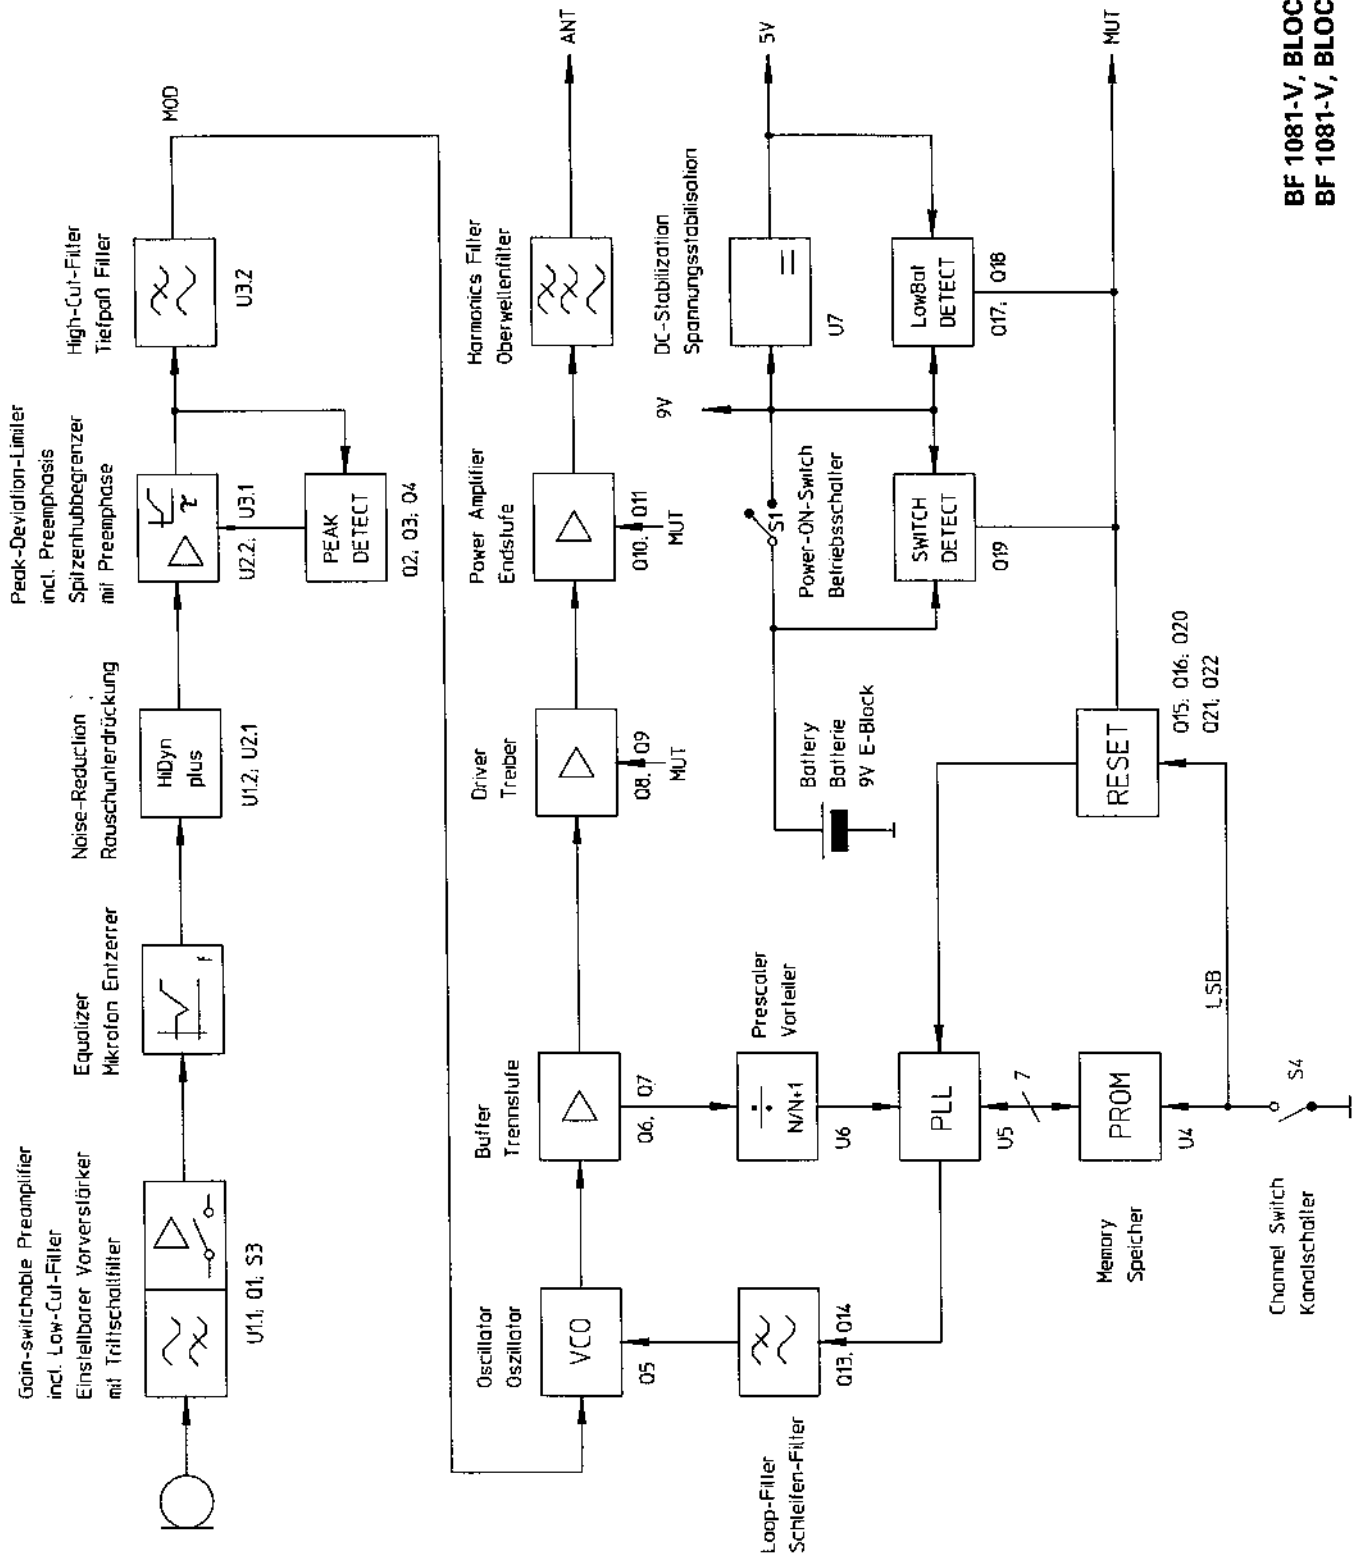 Gain-switchable Preamplifier
incl. Low-Cut-Filter
Einstellbarer Vorverstärker
mit Trittschallfilter
U1.1; Q1; S3
Equalizer
Mikrofon Entzerrer
f
Noise-Reduction
Rauschunterdrückung
HiDyn
plus
U1.2; U2.1
Peak-Deviation-Limiter
incl. Preemphasis
Spitzenhubbegrenzer
mit Preemphase
τ
U2.2; U3.1
PEAK
DETECT
Q2; Q3; Q4
High-Cut-Filter
Tiefpaß Filter
U3.2
MOD
Oscillator
Oszillator
VCO
Q5
Buffer
Trennstufe
Q6, Q7
Driver
Treiber
Q8, Q9
MUT
Power Amplifier
Endstufe
Q10; Q11
MUT
Harmonics Filter
Oberwellenfilter
ANT
Loop-Filter
Schleifen-Filter
Q13, Q14
Prescaler
Vorteiler
÷
N/N+1
U6
PLL
U5
7
Memory
Speicher
PROM
U4
LSB
Channel Switch
Kanalschalter
S4
RESET
Q15; Q16; Q20
Q21; Q22
Battery
Batterie
9V E-Block
S1
Power-ON-Switch
Betriebsschalter
SWITCH
DETECT
Q19
9V
DC-Stabilization
Spannungsstabilisation
U7
LowBat
DETECT
Q17; Q18
5V
MUT
BF 1081-V, BLOC
BF 1081-V, BLOC